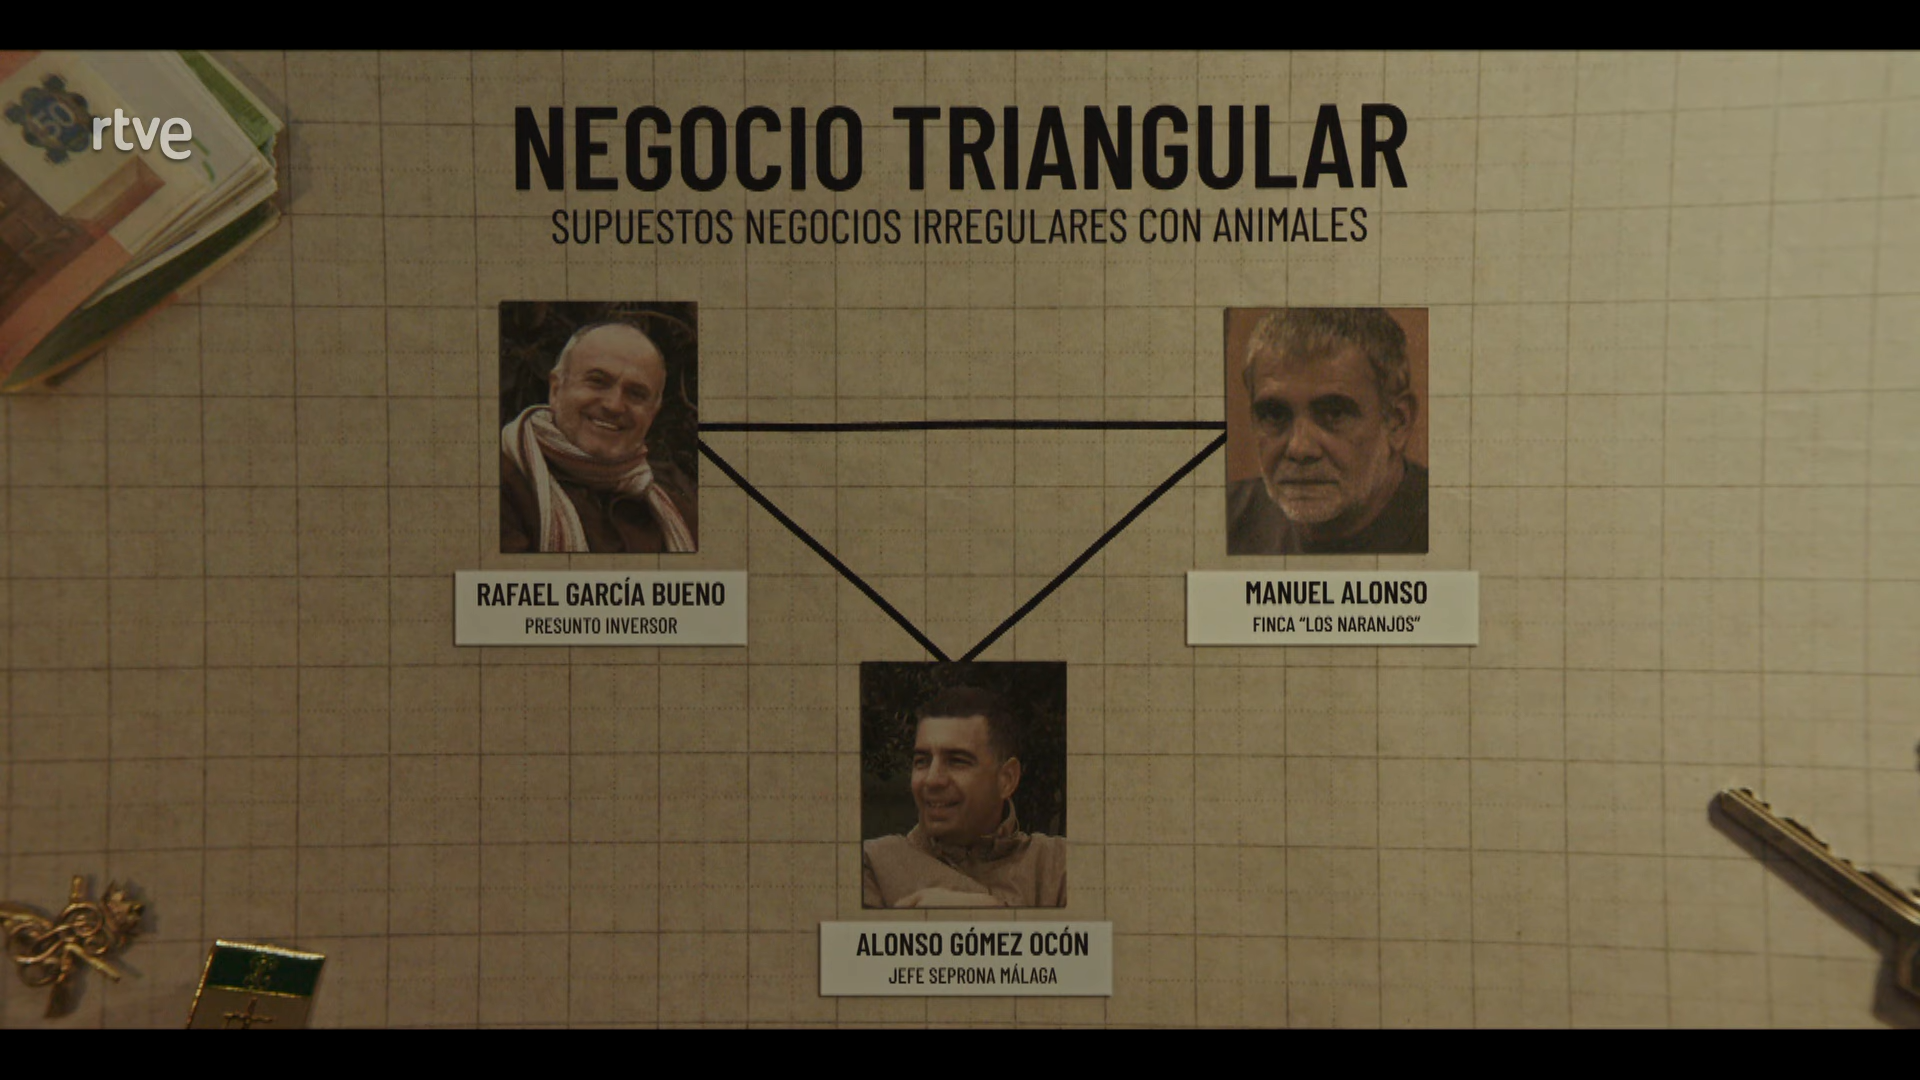 rtve
50
NEGOCIO TRIANGULAR
SUPUESTOS NEGOCIOS IRREGULARES CON ANIMALES
RAFAEL GARCÍA BUENO
PRESUNTO INVERSOR
MANUEL ALONSO
FINCA “LOS NARANJOS”
ALONSO GÓMEZ OCÓN
JEFE SEPRONA MÁLAGA